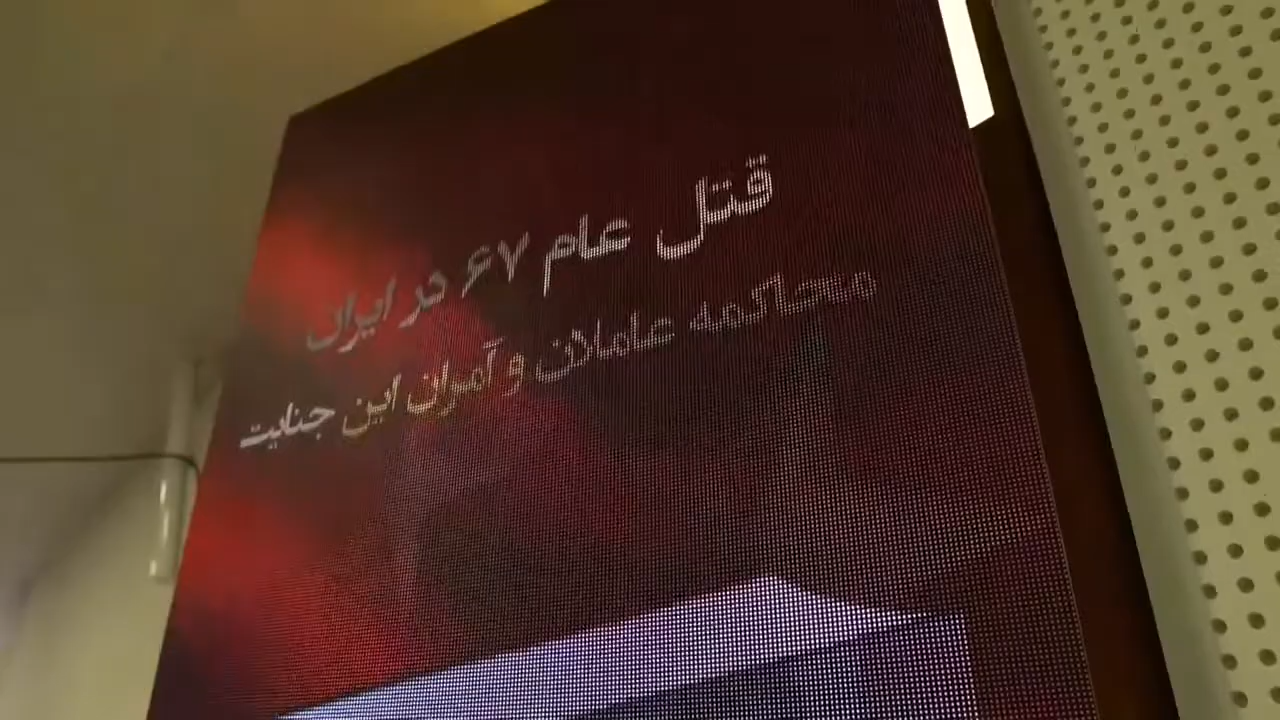 قتل عام ۶۷ در ایران
محاکمه عاملان و آمران این جنایت